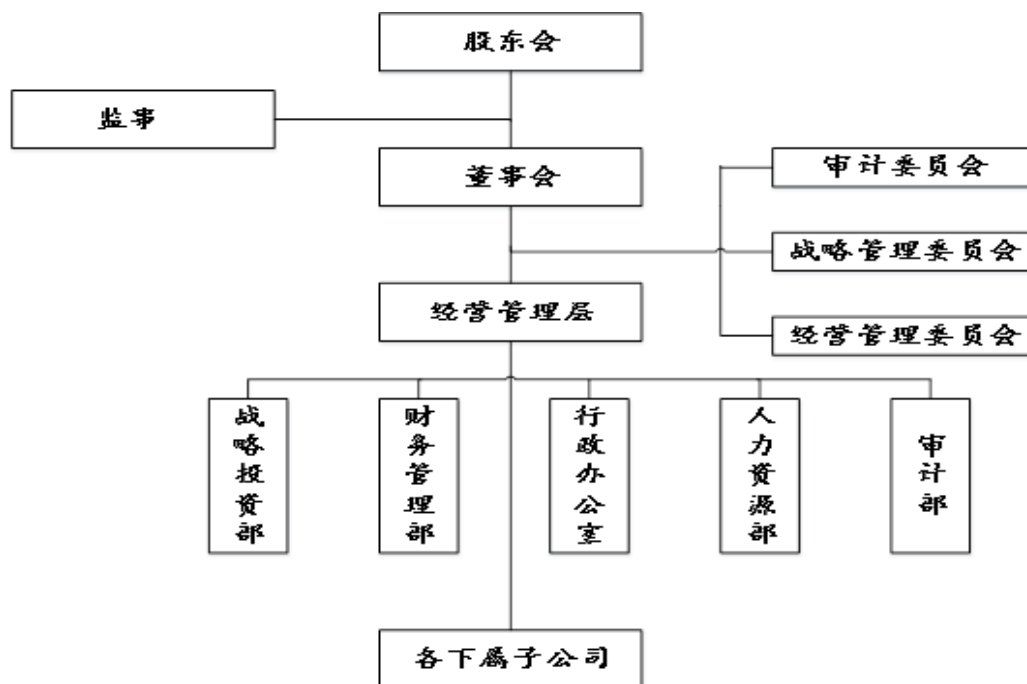 股东会
监事
董事会
审计委员会
战略管理委员会
经营管理层
经营管理委员会
战略投资部
财务管理部
行政办公室
人力资源部
审计部
各下属子公司